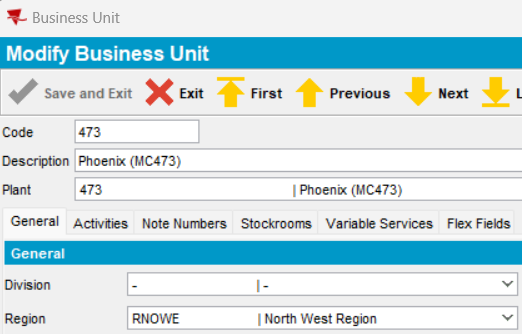 Business Unit
Modify Business Unit
Save and Exit Exit First Previous Next L
Code 473
Description Phoenix (MC473)
Plant 473 | Phoenix (MC473)
General Activities Note Numbers Stockrooms Variable Services Flex Fields
General
Division - | -
Region RNOWE | North West Region